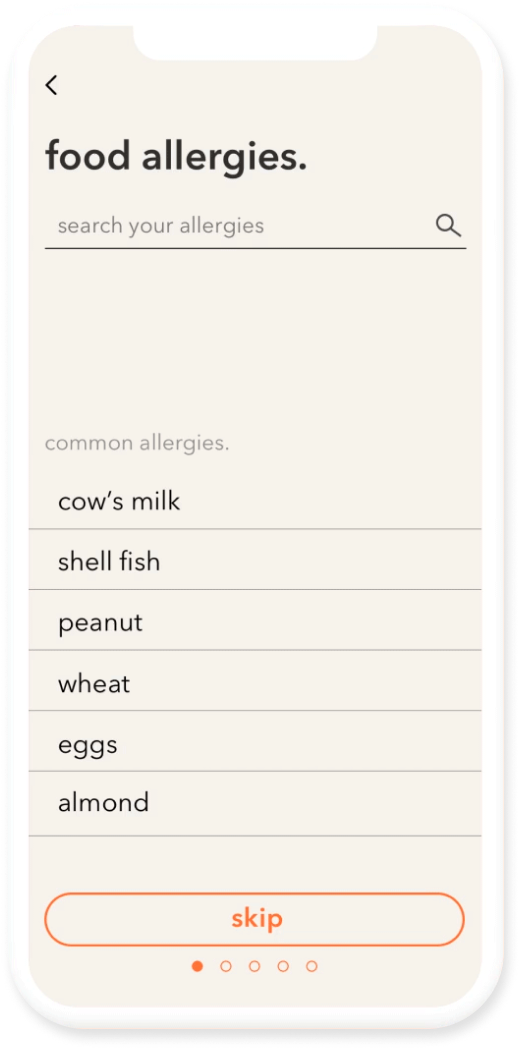 food allergies.
search your allergies
common allergies.
cow's milk
shell fish
peanut
wheat
eggs
almond
skip